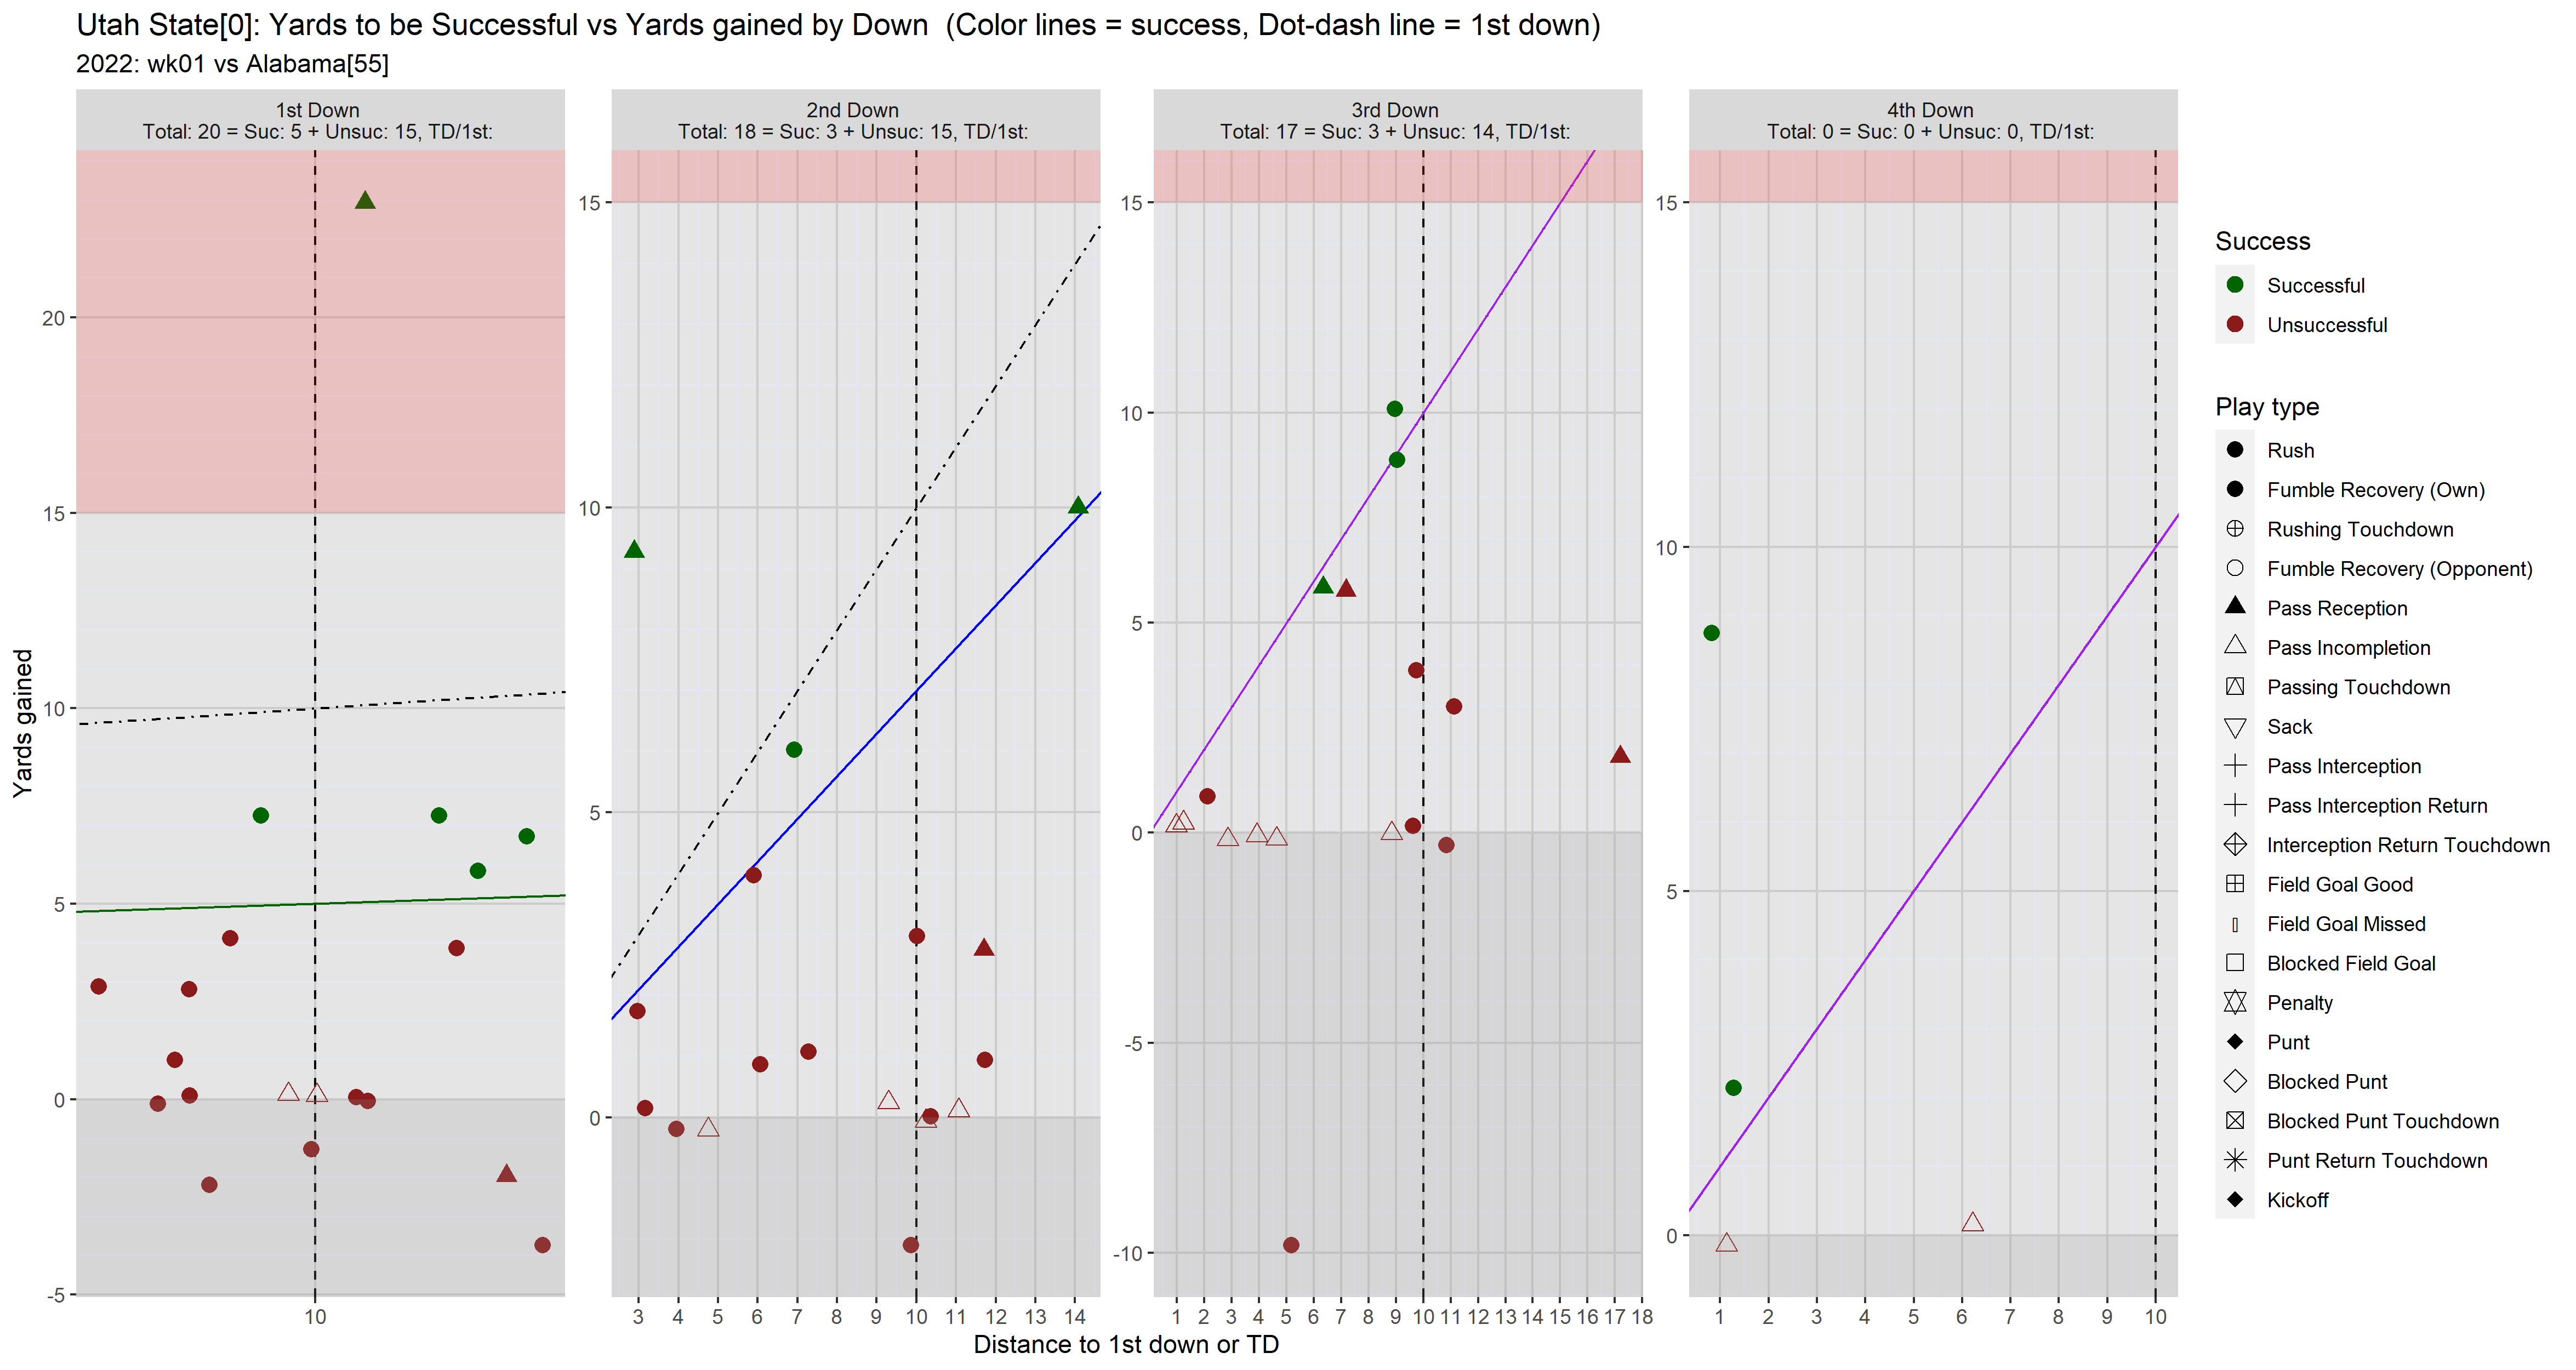 Utah State[0]: Yards to be Successful vs Yards gained by Down  (Color lines = success, Dot-dash line = 1st down)
2022: wk01 vs Alabama[55]
1st Down
Total: 20 = Suc: 5 + Unsuc: 15, TD/1st:
2nd Down
Total: 18 = Suc: 3 + Unsuc: 15, TD/1st:
3rd Down
Total: 17 = Suc: 3 + Unsuc: 14, TD/1st:
4th Down
Total: 0 = Suc: 0 + Unsuc: 0, TD/1st:
Yards gained
20
15
10
5
0
-5
10
15
10
5
0
3 4 5 6 7 8 9 10 11 12 13 14
15
10
5
0
-5
-10
1 2 3 4 5 6 7 8 9 10 11 12 13 14 15 16 17 18
15
10
5
0
1 2 3 4 5 6 7 8 9 10
Distance to 1st down or TD
Success
Successful
Unsuccessful
Play type
Rush
Fumble Recovery (Own)
Rushing Touchdown
Fumble Recovery (Opponent)
Pass Reception
Pass Incompletion
Passing Touchdown
Sack
Pass Interception
Pass Interception Return
Interception Return Touchdown
Field Goal Good
Field Goal Missed
Blocked Field Goal
Penalty
Punt
Blocked Punt
Blocked Punt Touchdown
Punt Return Touchdown
Kickoff